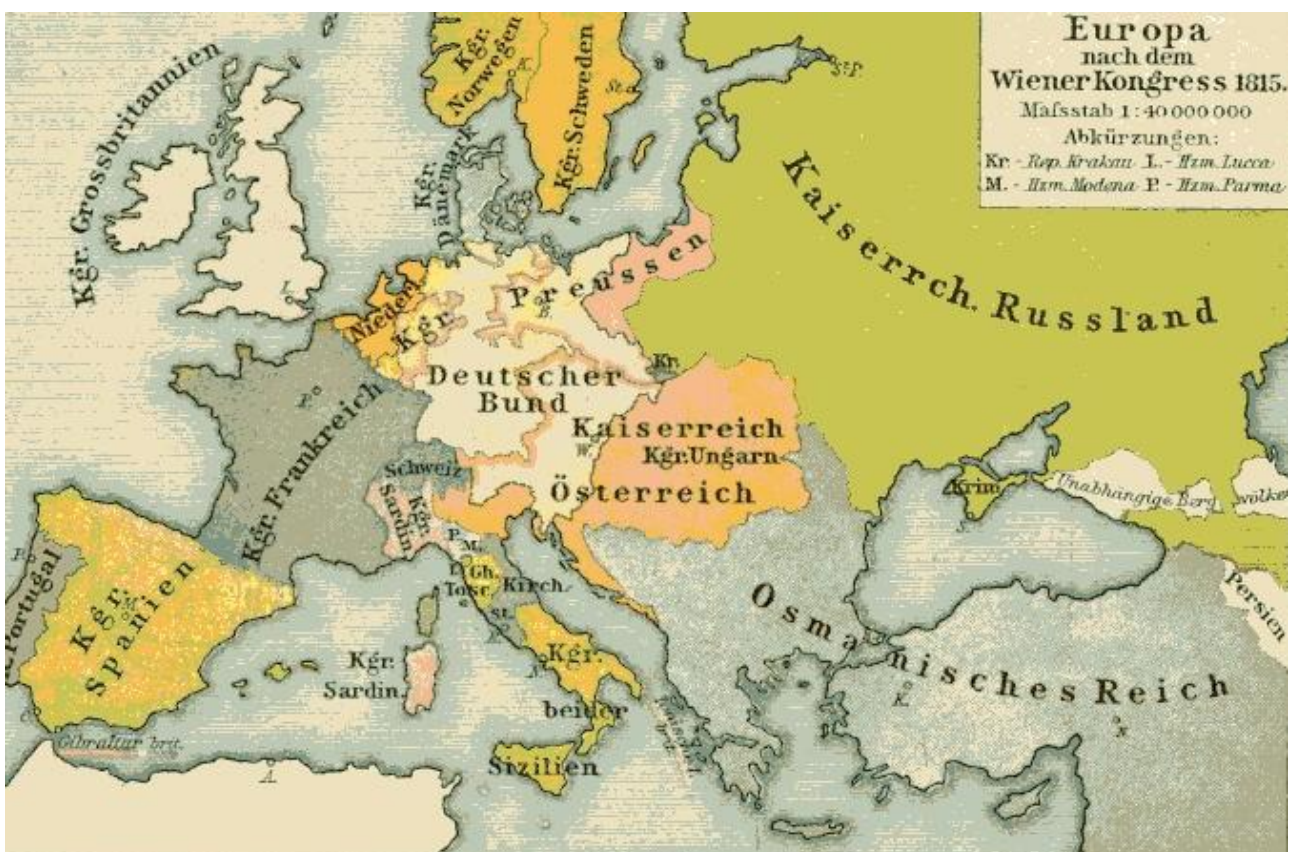 Europa
nach dem
Wiener Kongress 1815.
Mafsstab 1:40 000 000
Abkürzungen:
Kr. - Rep. Krakau L. - Hzm. Lucca
M. - Hzm. Modena P. - Hzm. Parma
Kgr. Grossbritannien
L.
Kgr. Norwegen
K.
Kgr. Schweden
St.
St. P.
Kgr. Dänemark
Kaiserrch. Russland
Niederl.
Kgr. Preussen
B.
Deutscher
Bund
Kr.
Kgr. Frankreich
P.
Kaiserreich
W.
Kgr. Ungarn
Österreich
Schweiz
Kgr. Sardin.
P.
M.
L.
Gh.
Tosc.
Kirch.
St.
Krim
S.
Unabhängige Berg völker
Persien
Portugal
P.
Kgr. Spanien
M.
Kgr.
Sardin.
Kgr.
N.
beider
Sizilien
Osmanisches Reich
K.
Gibraltar brit.
A.